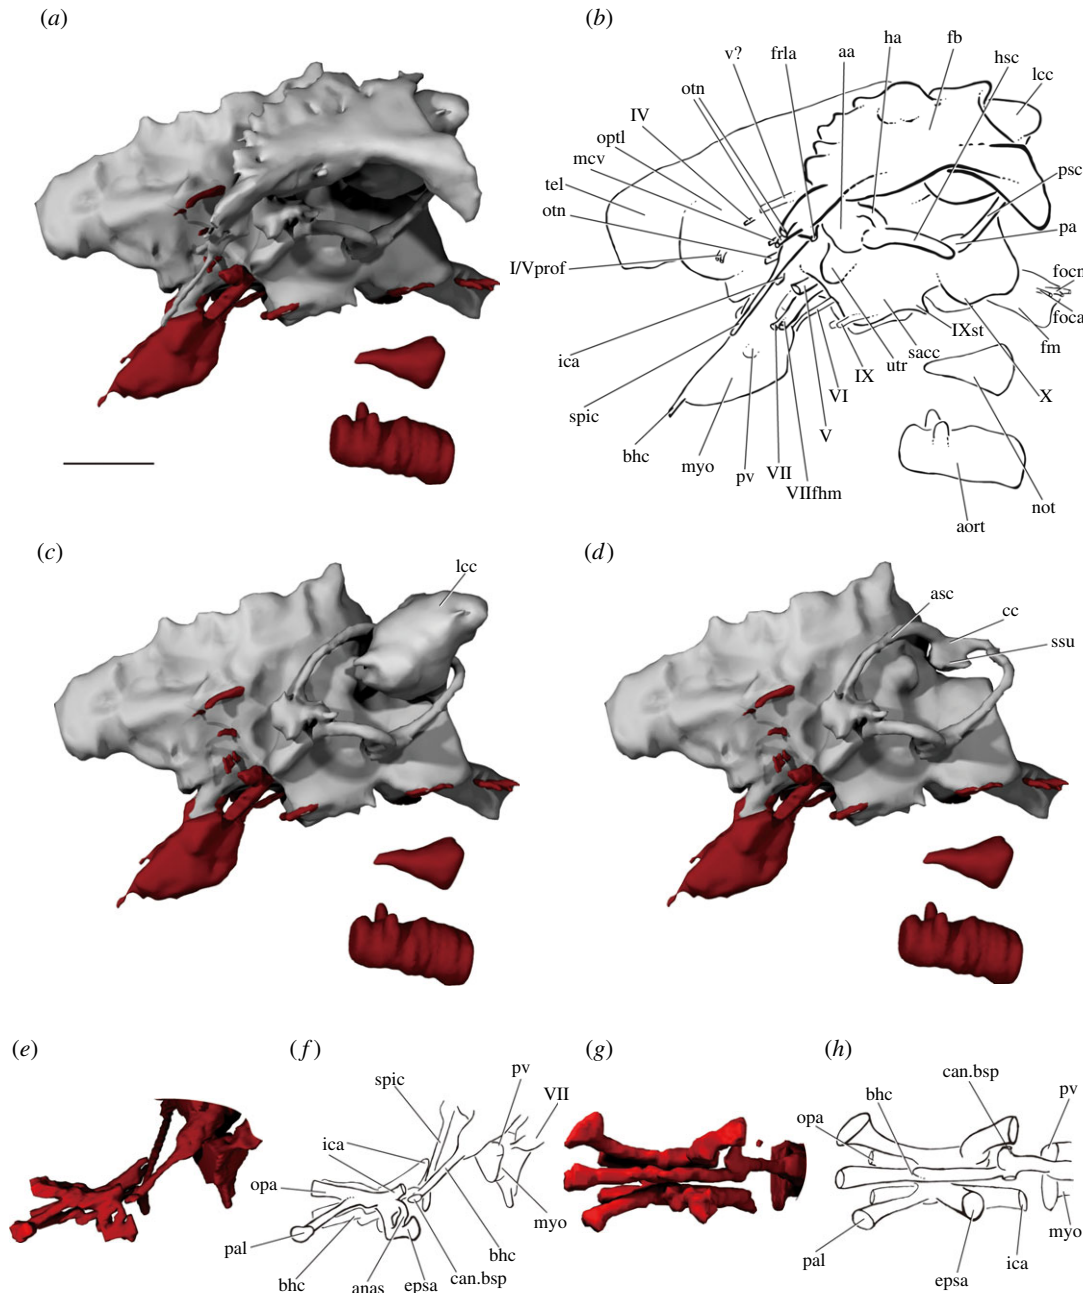 (a)
(b)
v?
frla
aa
ha
fb
hsc
lcc
otn
IV
optl
mcv
tel
otn
I/Vprof
psc
pa
focn
foca
fm
IXst
X
sacc
utr
IX
VI
V
VIIfhm
VII
pv
myo
bhc
spic
ica
not
aort
(c)
lcc
(d)
asc
cc
ssu
(e)
(f)
spic
pv
VII
ica
opa
pal
bhc
anas
epsa
can.bsp
bhc
myo
(g)
(h)
can.bsp
bhc
opa
pv
pal
epsa
ica
myo